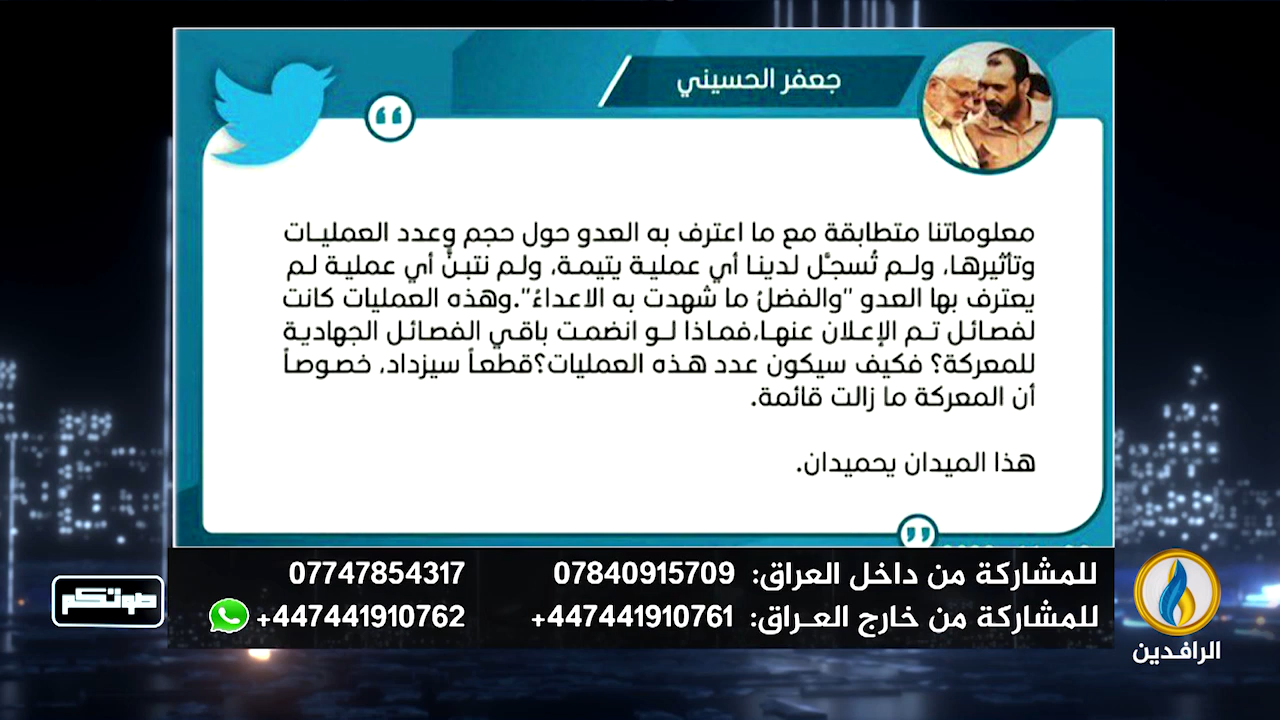 جعفر الحسيني
معلوماتنا متطابقة مع ما اعترف به العدو حول حجم وعدد العمليات
وتأثيرها، ولم تُسجَّل لدينا أي عملية يتيمة، ولم نتبنَّ أي عملية لم
يعترف بها العدو "والفضلُ ما شهدت به الاعداءُ".وهذه العمليات كانت
لفصائل تم الإعلان عنها،فماذا لو انضمت باقي الفصائل الجهادية
للمعركة؟ فكيف سيكون عدد هذه العمليات؟قطعاً سيزداد، خصوصاً
أن المعركة ما زالت قائمة.
هذا الميدان يحميدان.
للمشاركة من داخل العراق: 07840915709 07747854317
للمشاركة من خارج العراق: +447441910761 +447441910762
صوتكم
الرافدين